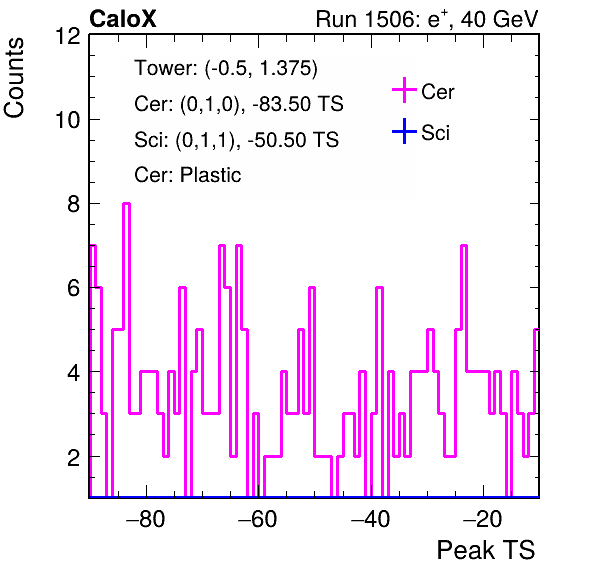 CaloX Run 1506: e+, 40 GeV
Counts
12
10
8
6
4
2
Tower: (-0.5, 1.375)
Cer: (0,1,0), -83.50 TS
Sci: (0,1,1), -50.50 TS
Cer: Plastic
Cer
Sci
−80 −60 −40 −20
Peak TS